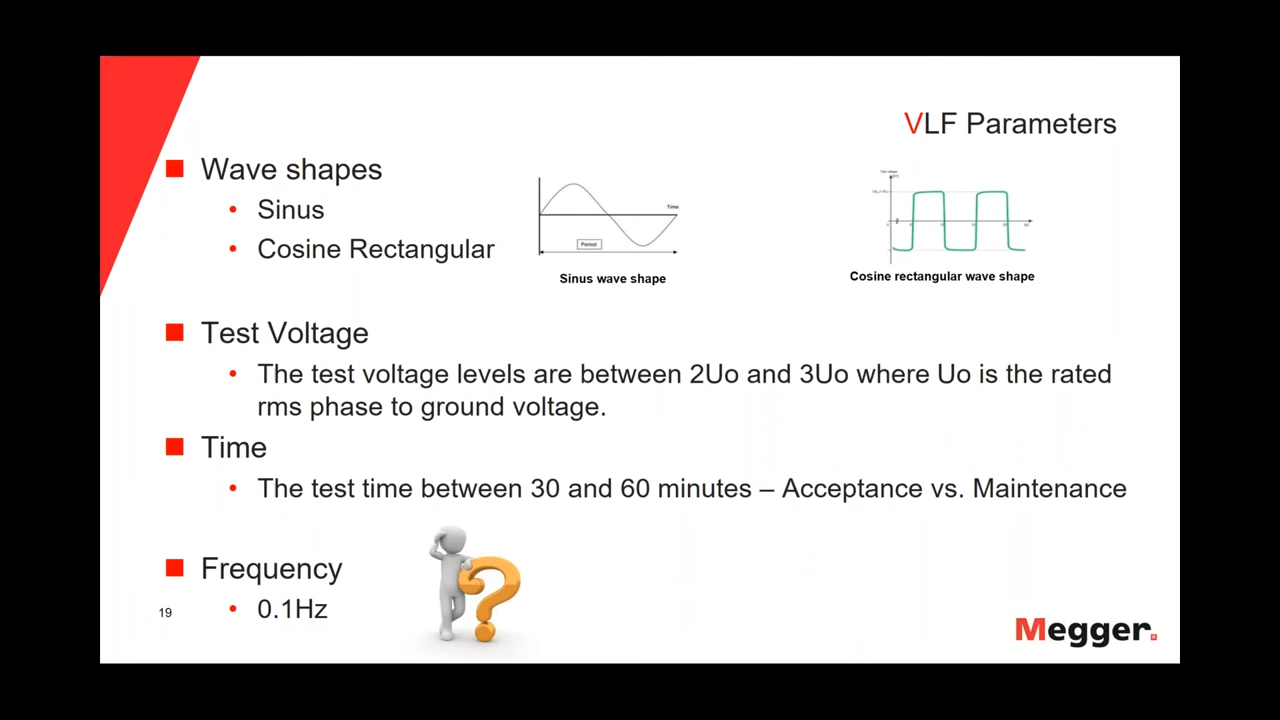 VLF Parameters
Wave shapes
Sinus
Cosine Rectangular
Time
Period
Sinus wave shape
Test Voltage
Cosine rectangular wave shape
Test Voltage
The test voltage levels are between 2Uo and 3Uo where Uo is the rated
rms phase to ground voltage.
Time
The test time between 30 and 60 minutes – Acceptance vs. Maintenance
Frequency
0.1Hz
19
Megger.